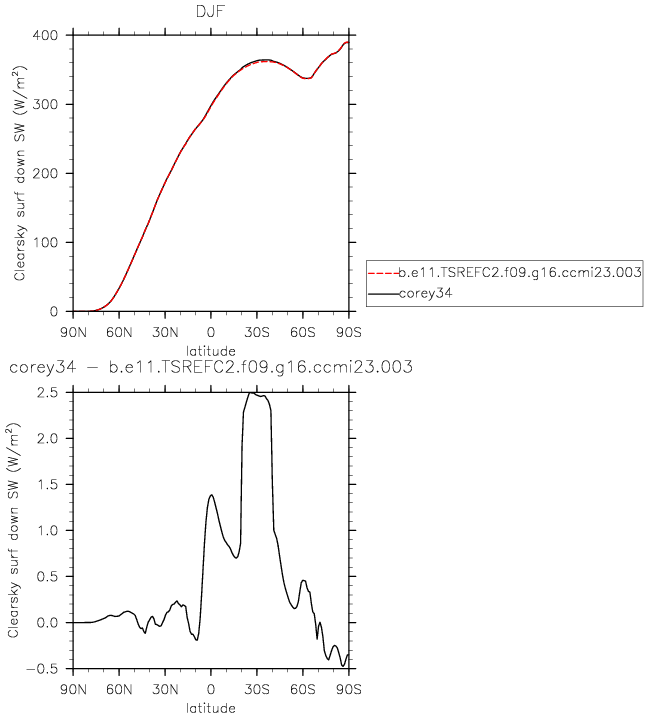 DJF
Clearsky surf down SW (W/m²)
400
300
200
100
0
90N 60N 30N 0 30S 60S 90S
latitude
b.e11.TSREFC2.f09.g16.ccmi23.003
corey34
corey34 − b.e11.TSREFC2.f09.g16.ccmi23.003
Clearsky surf down SW (W/m²)
2.5
2.0
1.5
1.0
0.5
0.0
−0.5
90N 60N 30N 0 30S 60S 90S
latitude